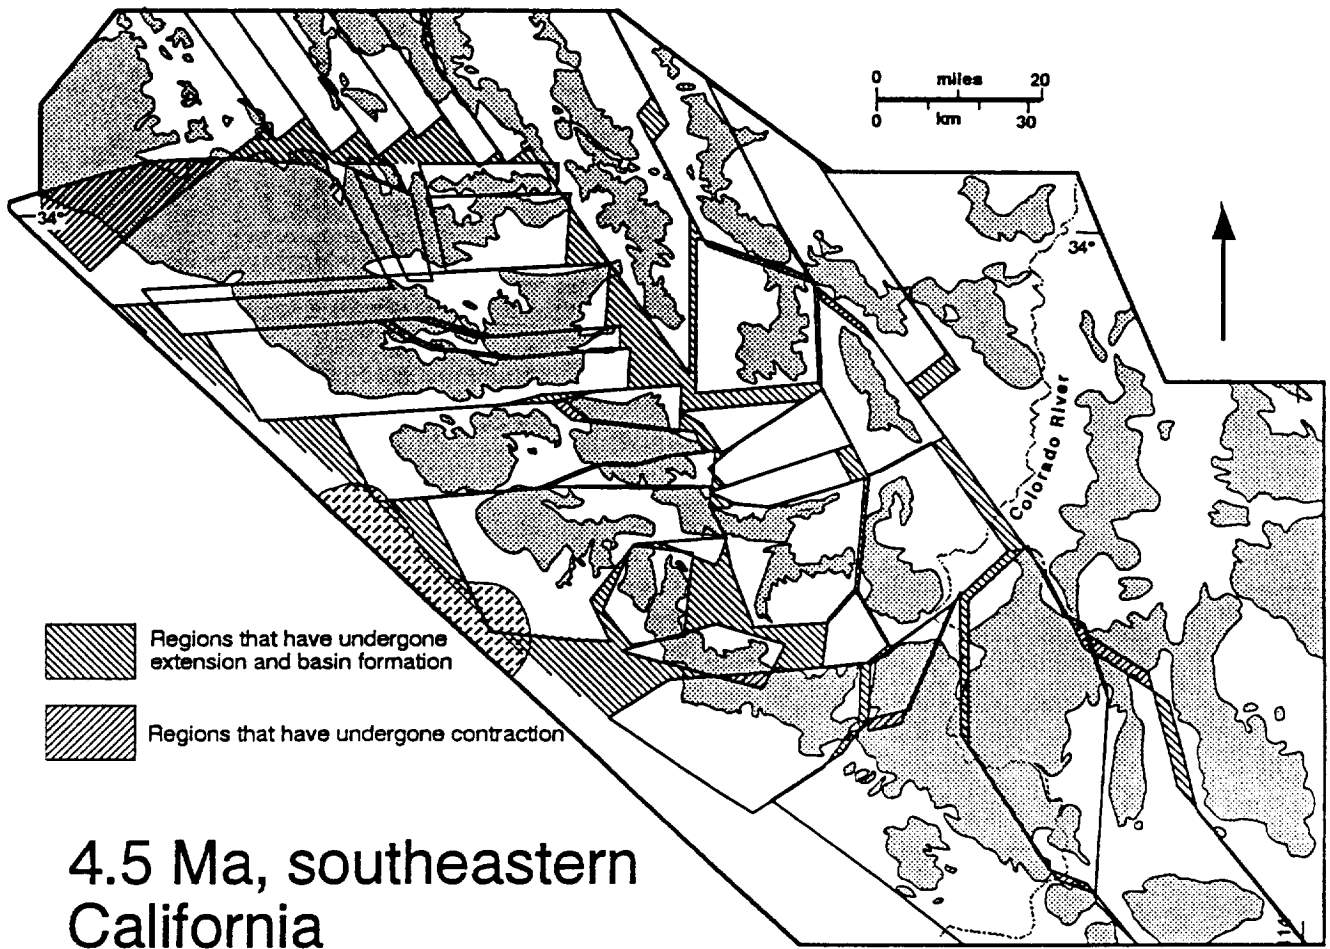 0 miles 20
0 km 30
34°
34°
Colorado River
Regions that have undergone
extension and basin formation
Regions that have undergone contraction
4.5 Ma, southeastern
California